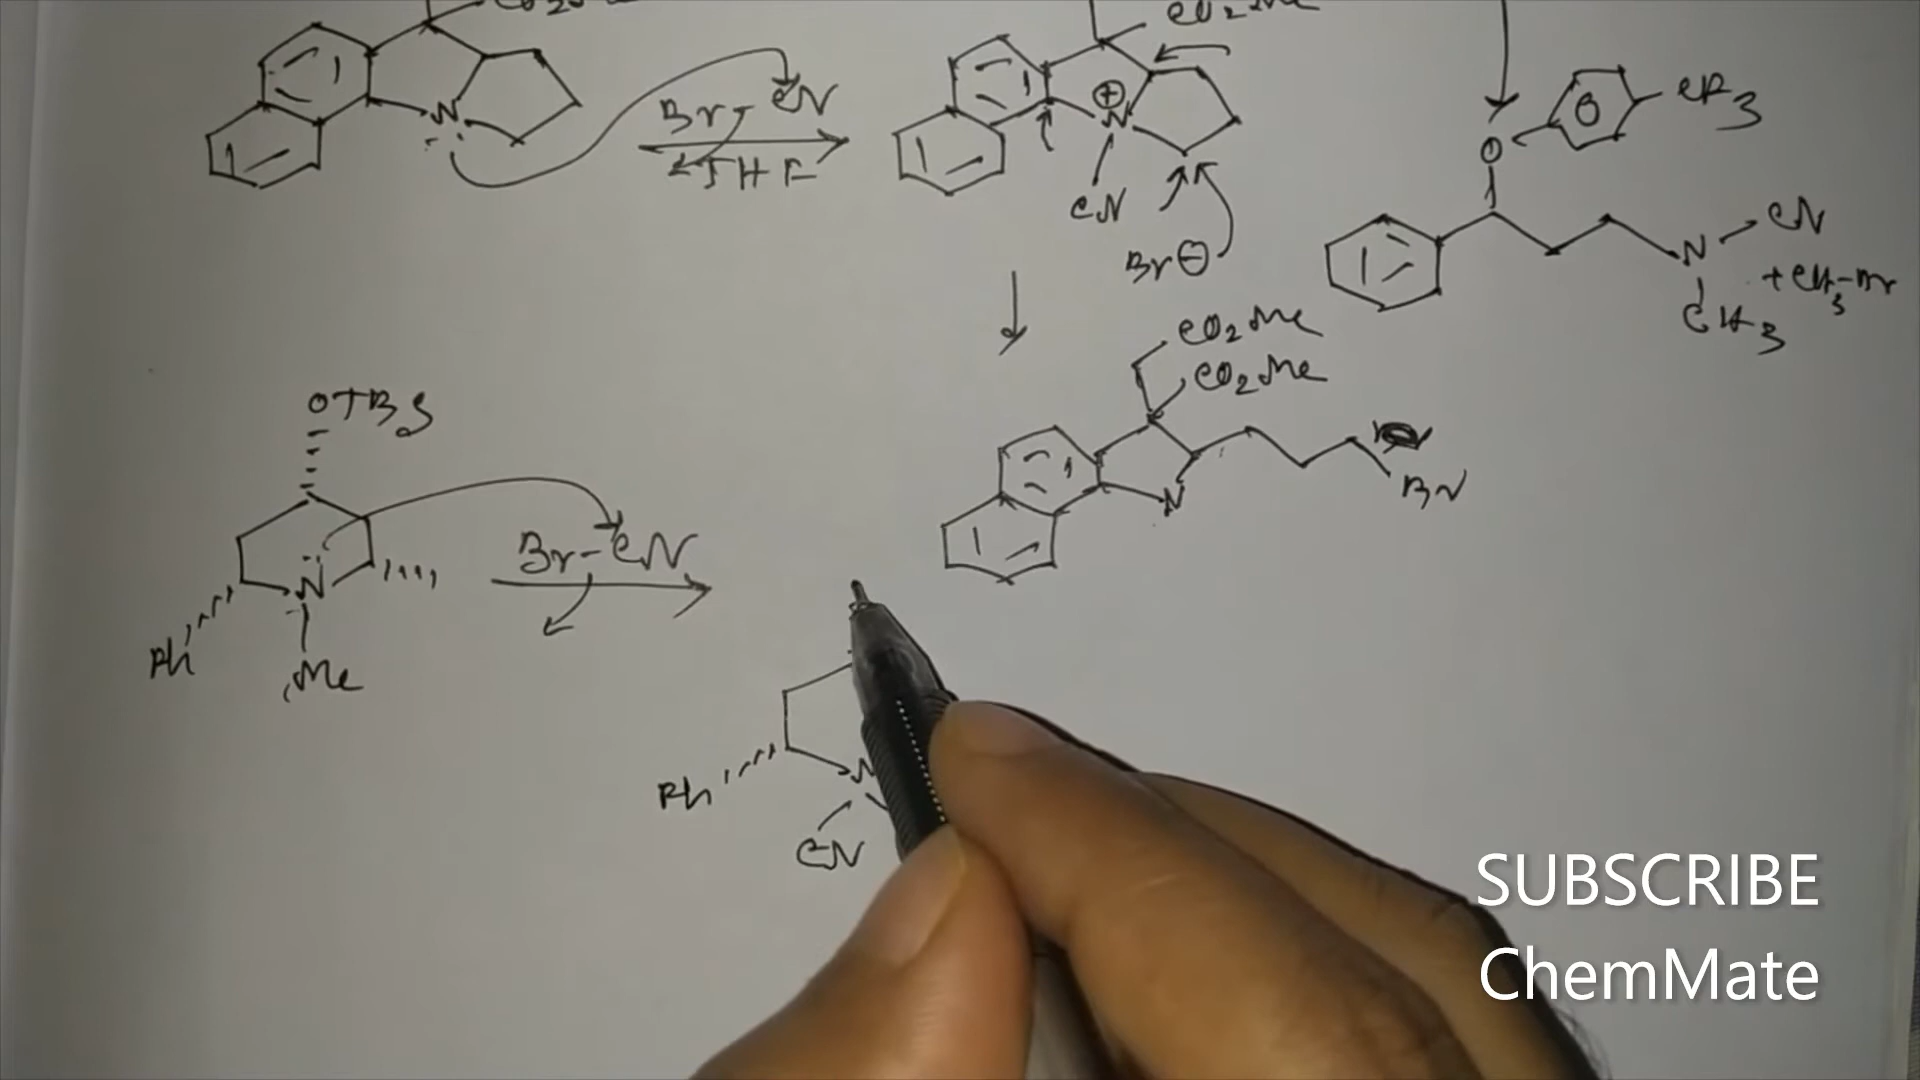 CO2Me
N
Br-CN
THF
CO2Me
⊕
N
CN
Br⊖
CF3
O
N
CN
+ CH3-Br
CH3
CO2Me
CO2Me
N
Br
OTBS
N
Ph
Me
Br-CN
Ph
N
CN
SUBSCRIBE
ChemMate